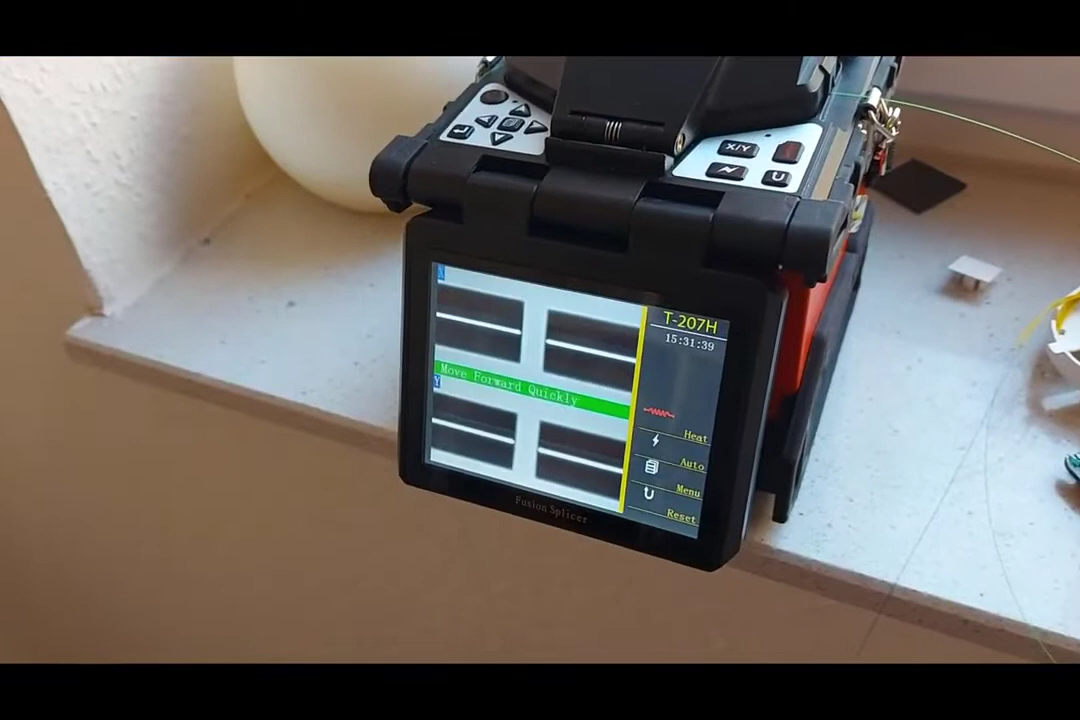 X/Y
X
T-207H
15:31:39
Move Forward Quickly
Y
Heat
Auto
Menu
Reset
Fusion Splicer